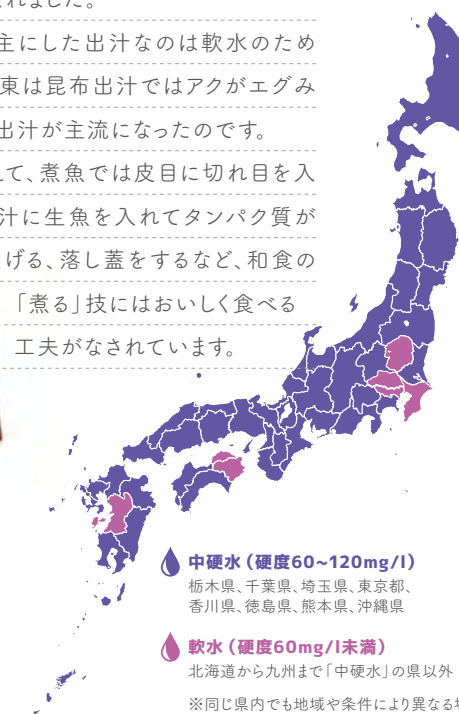 れました。
主にした出汁なのは軟水のため
東は昆布出汁ではアクがエグみ
出汁が主流になったのです。
て、煮魚では皮目に切れ目を入
汁に生魚を入れてタンパク質が
げる、落し蓋をするなど、和食の
「煮る」技にはおいしく食べる
工夫がなされています。
中硬水（硬度60~120mg/l）
栃木県、千葉県、埼玉県、東京都、
香川県、徳島県、熊本県、沖縄県
軟水（硬度60mg/l未満）
北海道から九州まで「中硬水」の県以外
※同じ県内でも地域や条件により異なる